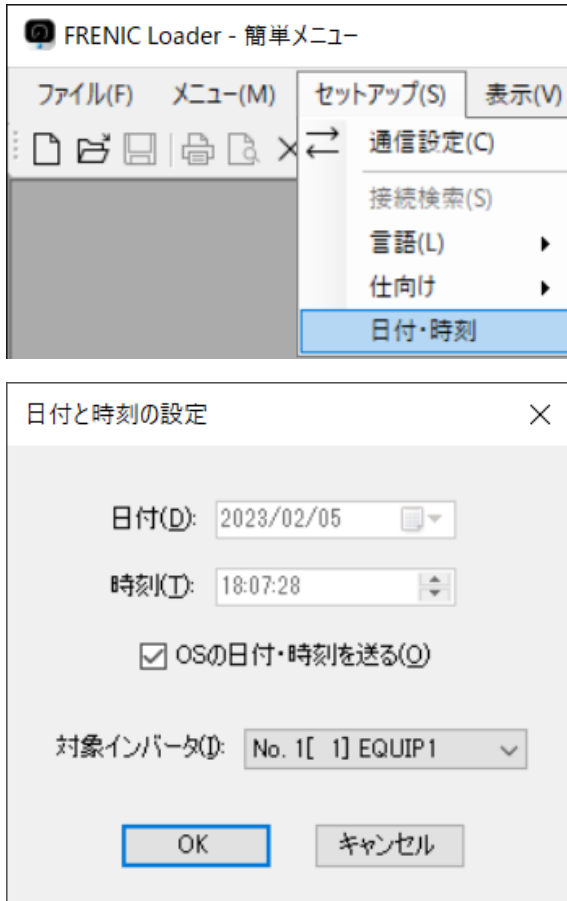 FRENIC Loader - 簡単メニュー
ファイル(F) メニュー(M) セットアップ(S) 表示(V)
通信設定(C)
接続検索(S)
言語(L)
仕向け
日付・時刻
日付と時刻の設定
日付(D): 2023/02/05
時刻(T): 18:07:28
OSの日付・時刻を送る(O)
対象インバータ(I): No. 1[ 1] EQUIP1
OK キャンセル